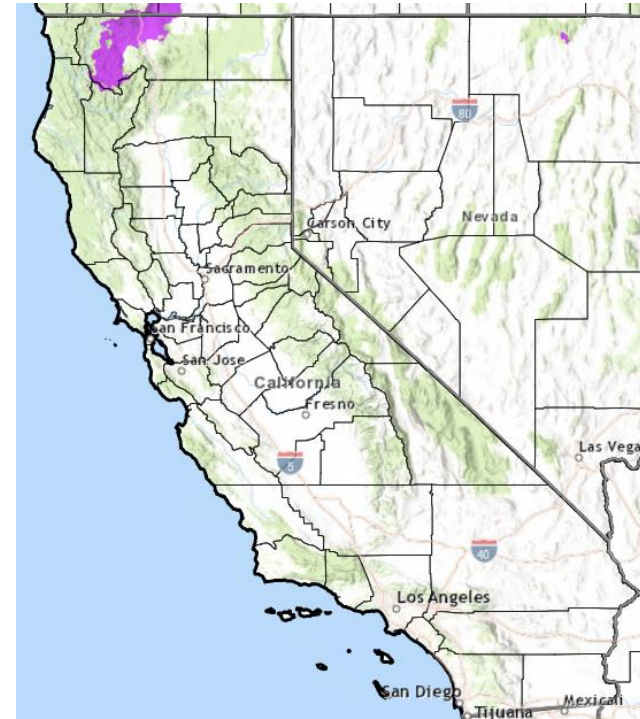 80
Nevada
Carson City
Sacramento
San Francisco
San Jose
California
Fresno
5
Las Vega
40
Los Angeles
San Diego
Tijuana
Mexicali